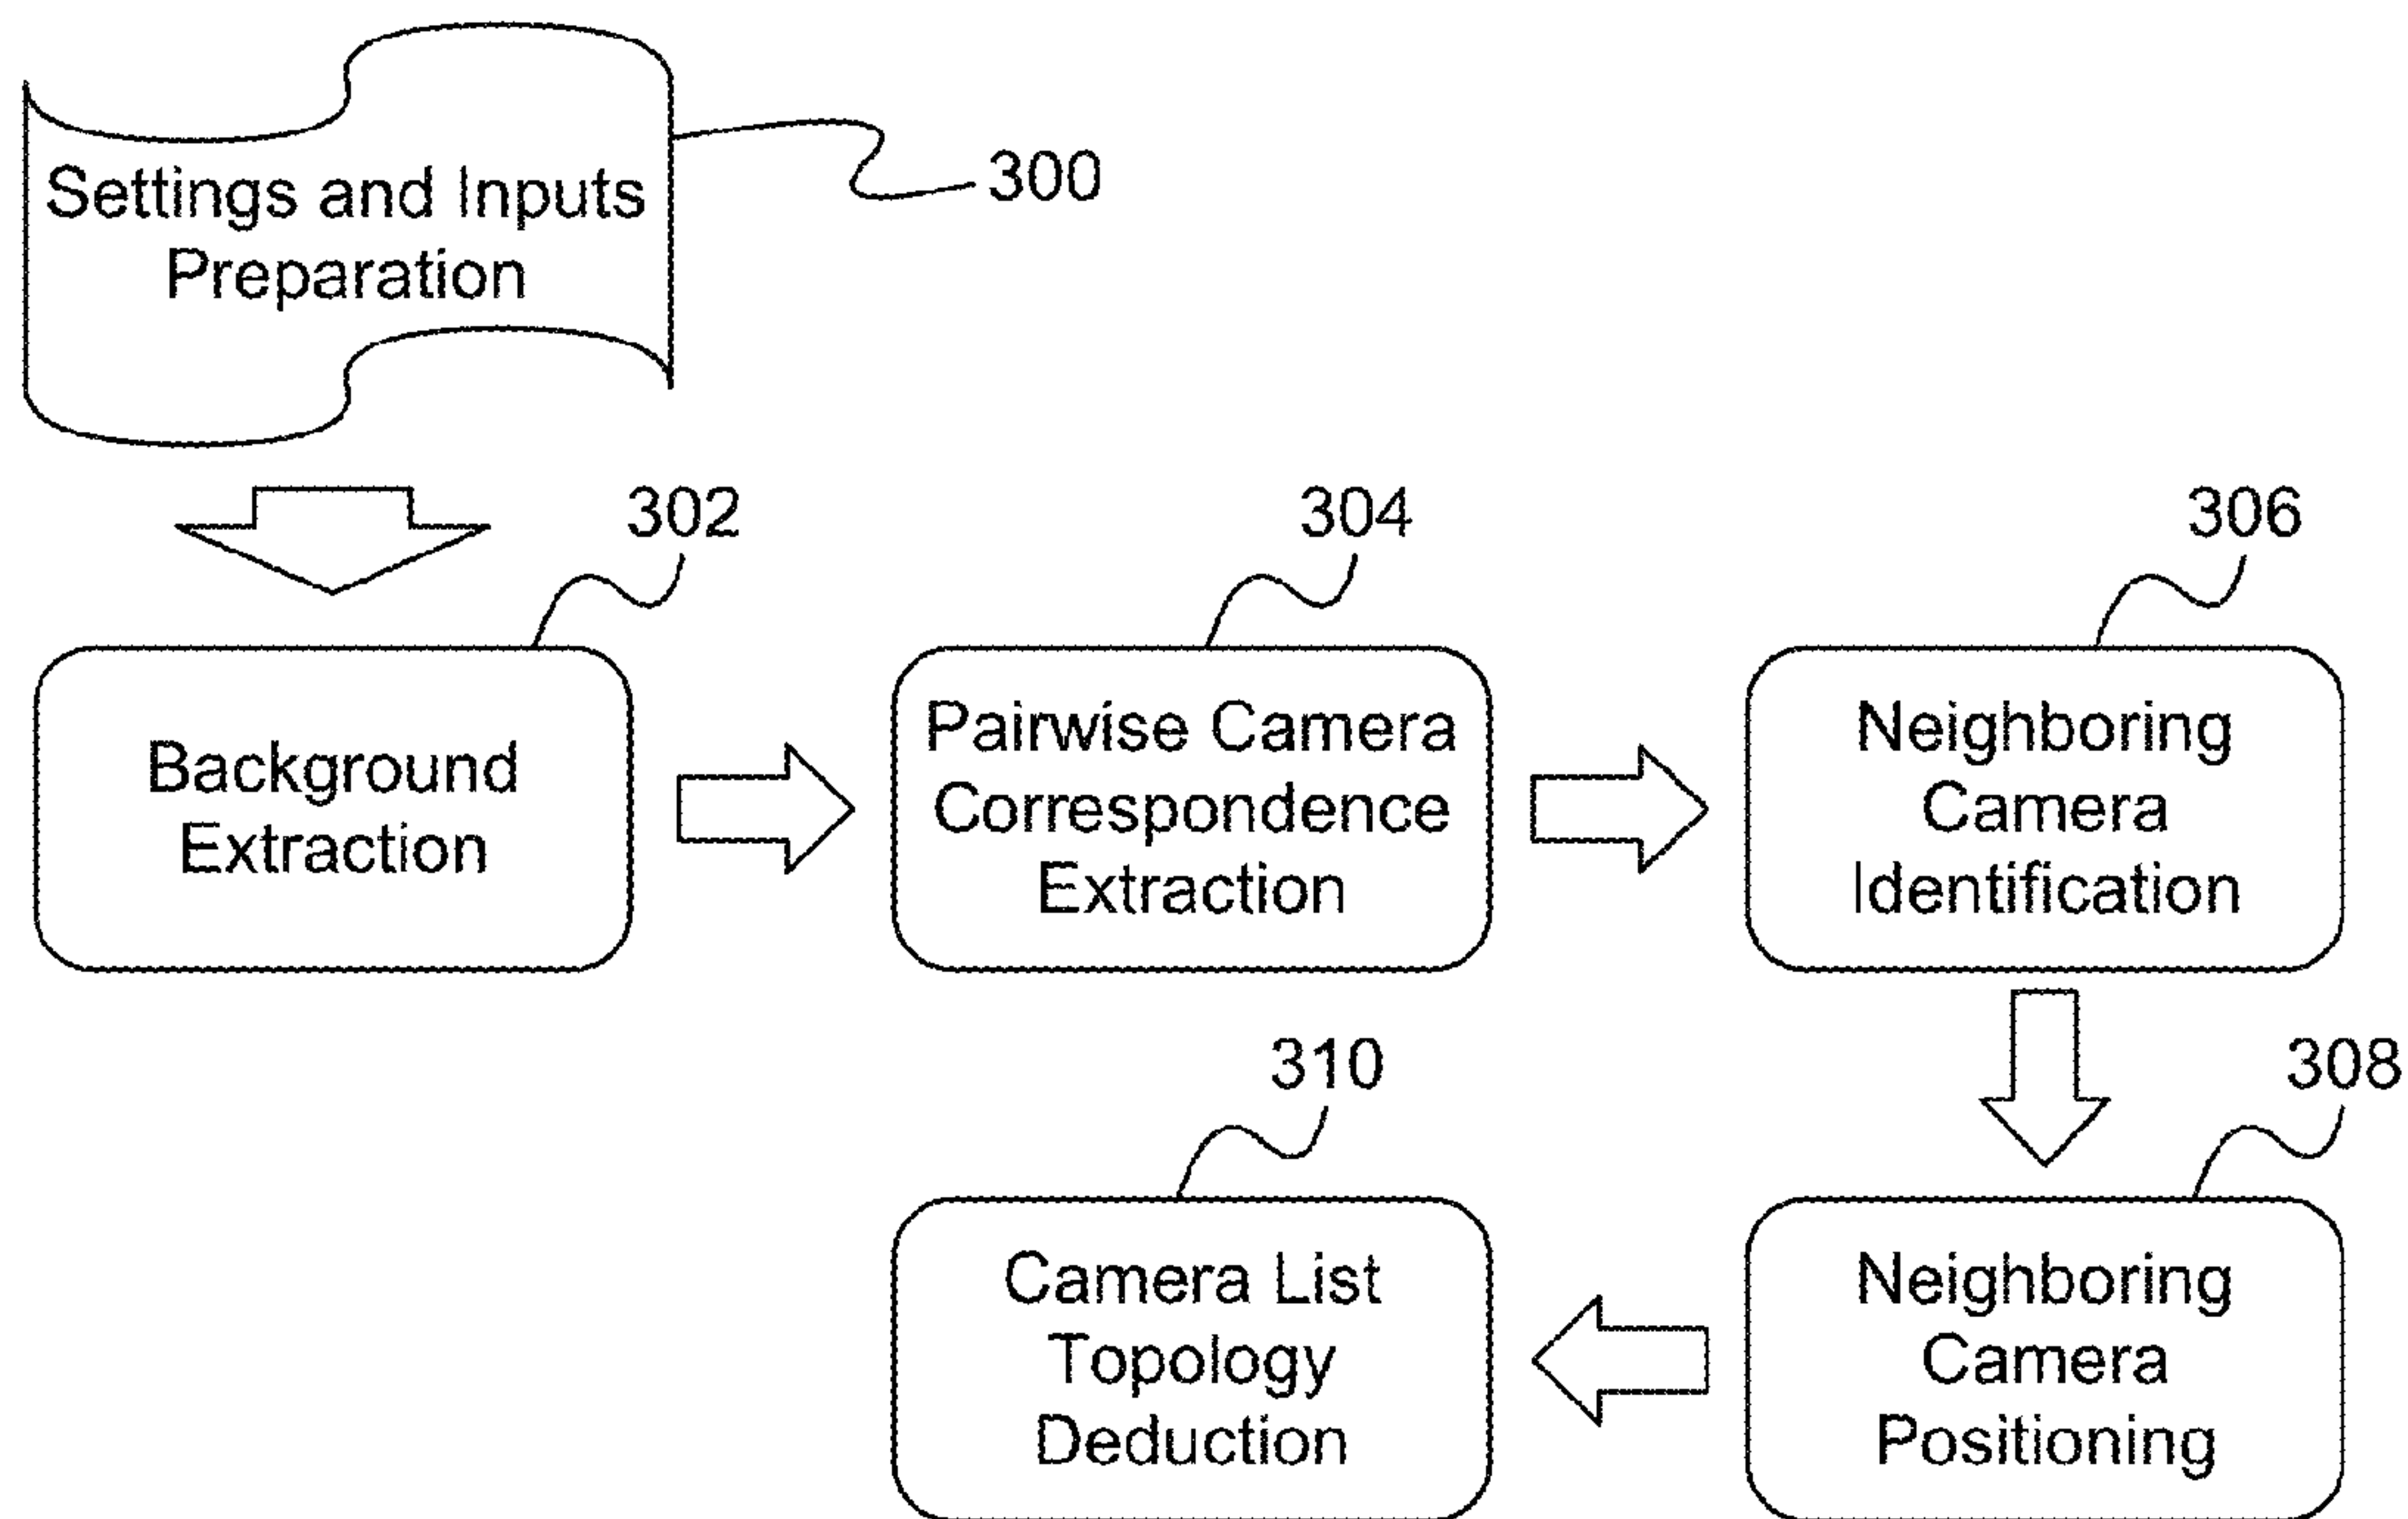 Settings and Inputs
Preparation
300
302
304
306
Background
Extraction
Pairwise Camera
Correspondence
Extraction
Neighboring
Camera
Identification
310
308
Camera List
Topology
Deduction
Neighboring
Camera
Positioning